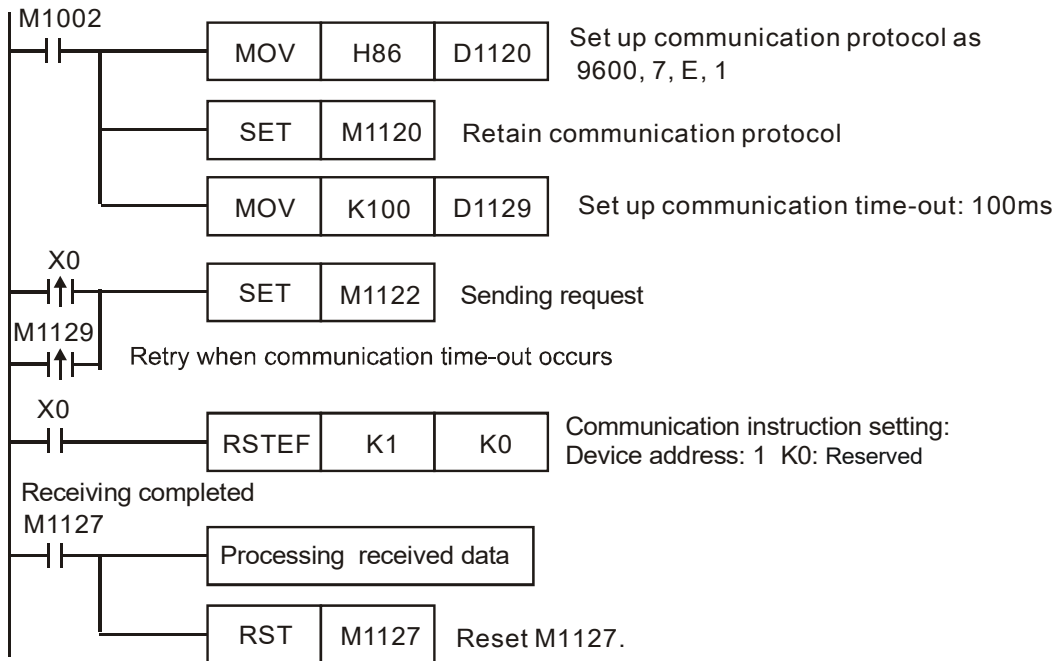 M1002
MOV H86 D1120 Set up communication protocol as
9600, 7, E, 1
SET M1120 Retain communication protocol
MOV K100 D1129 Set up communication time-out: 100ms
X0
SET M1122 Sending request
M1129
Retry when communication time-out occurs
X0
RSTEF K1 K0 Communication instruction setting:
Device address: 1 K0: Reserved
Receiving completed
M1127
Processing received data
RST M1127 Reset M1127.